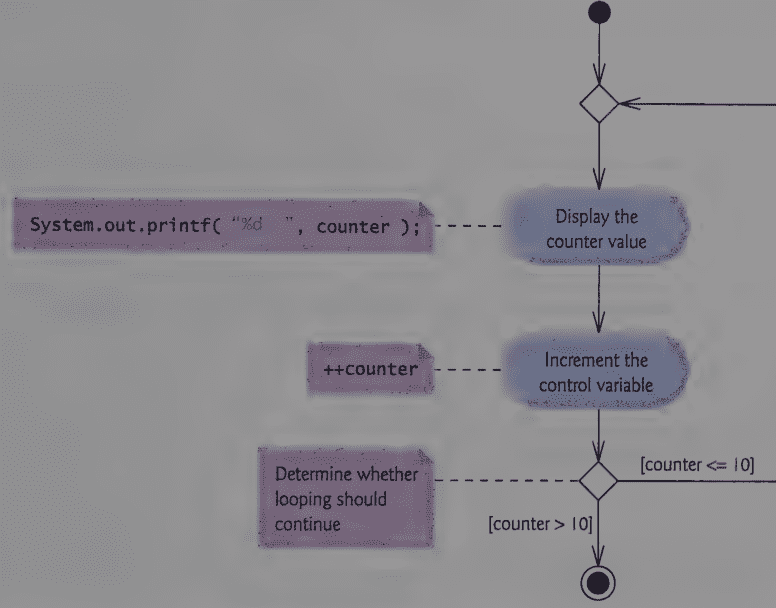 System.out.printf( "%d  ", counter );
Display the
counter value
++counter
Increment the
control variable
Determine whether
looping should
continue
[counter <= 10]
[counter > 10]